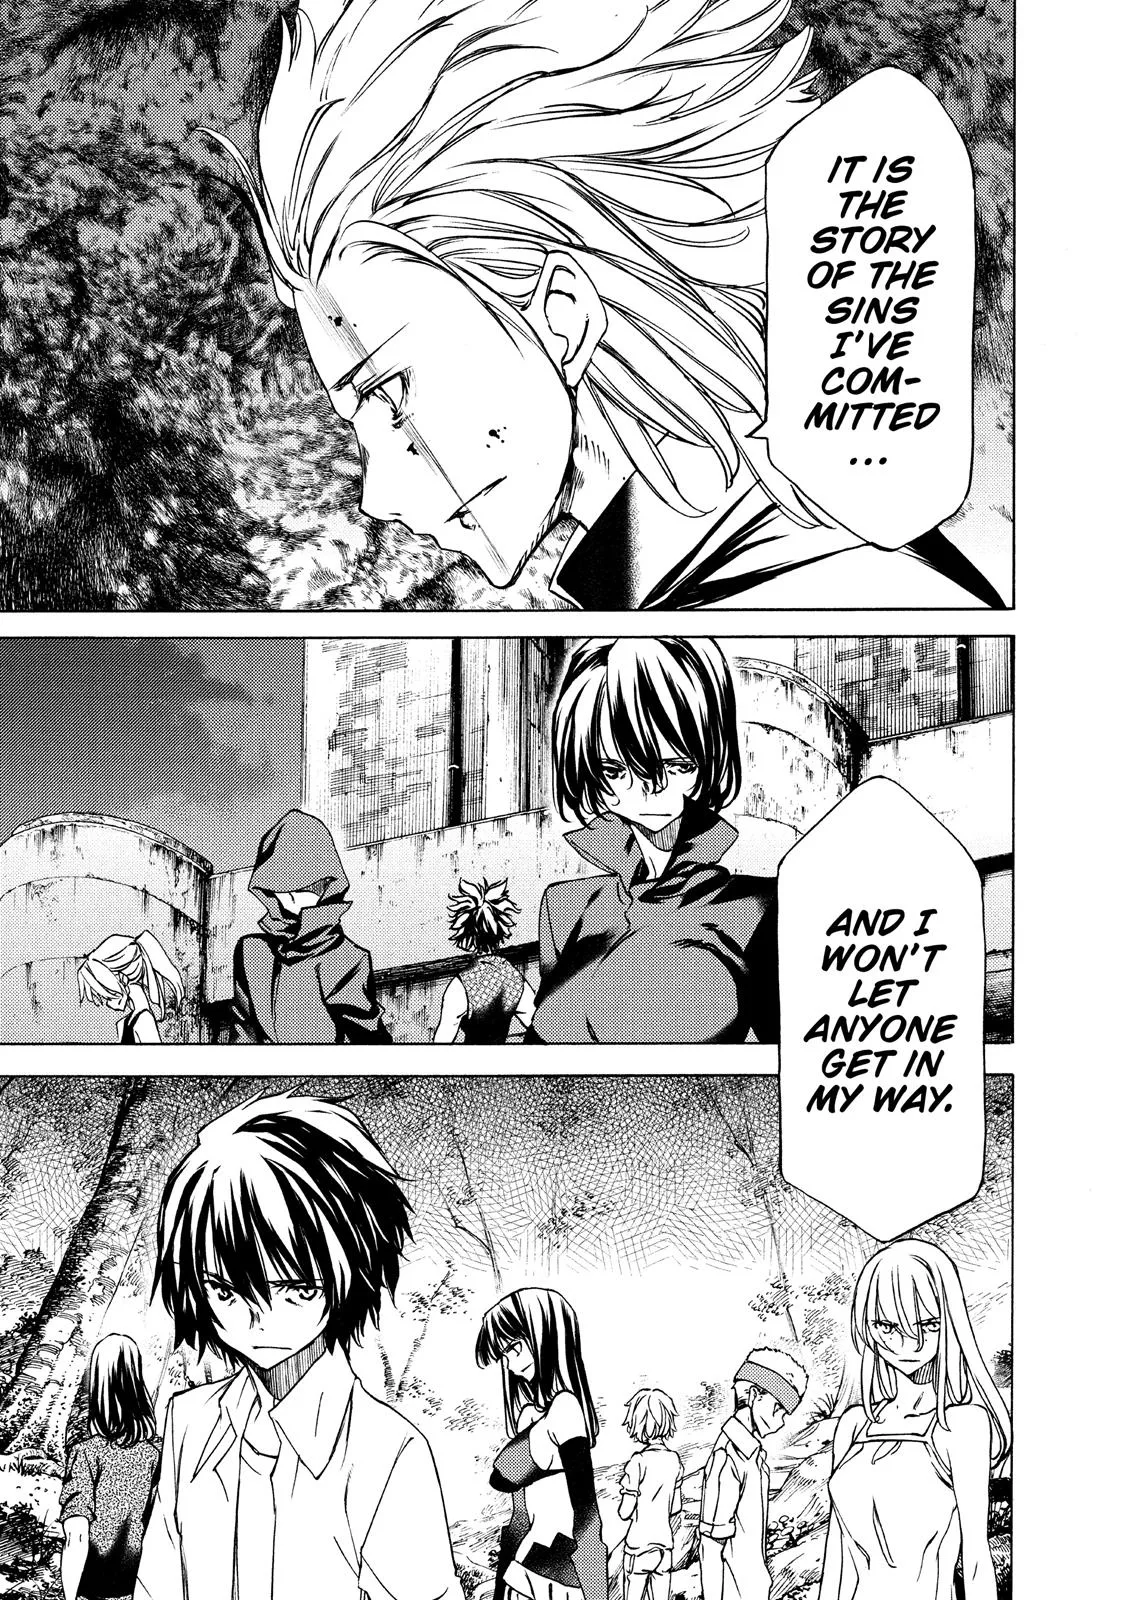 IT IS
THE
STORY
OF THE
SINS
I'VE
COM-
MITTED
...
AND I
WON'T
LET
ANYONE
GET IN
MY WAY.